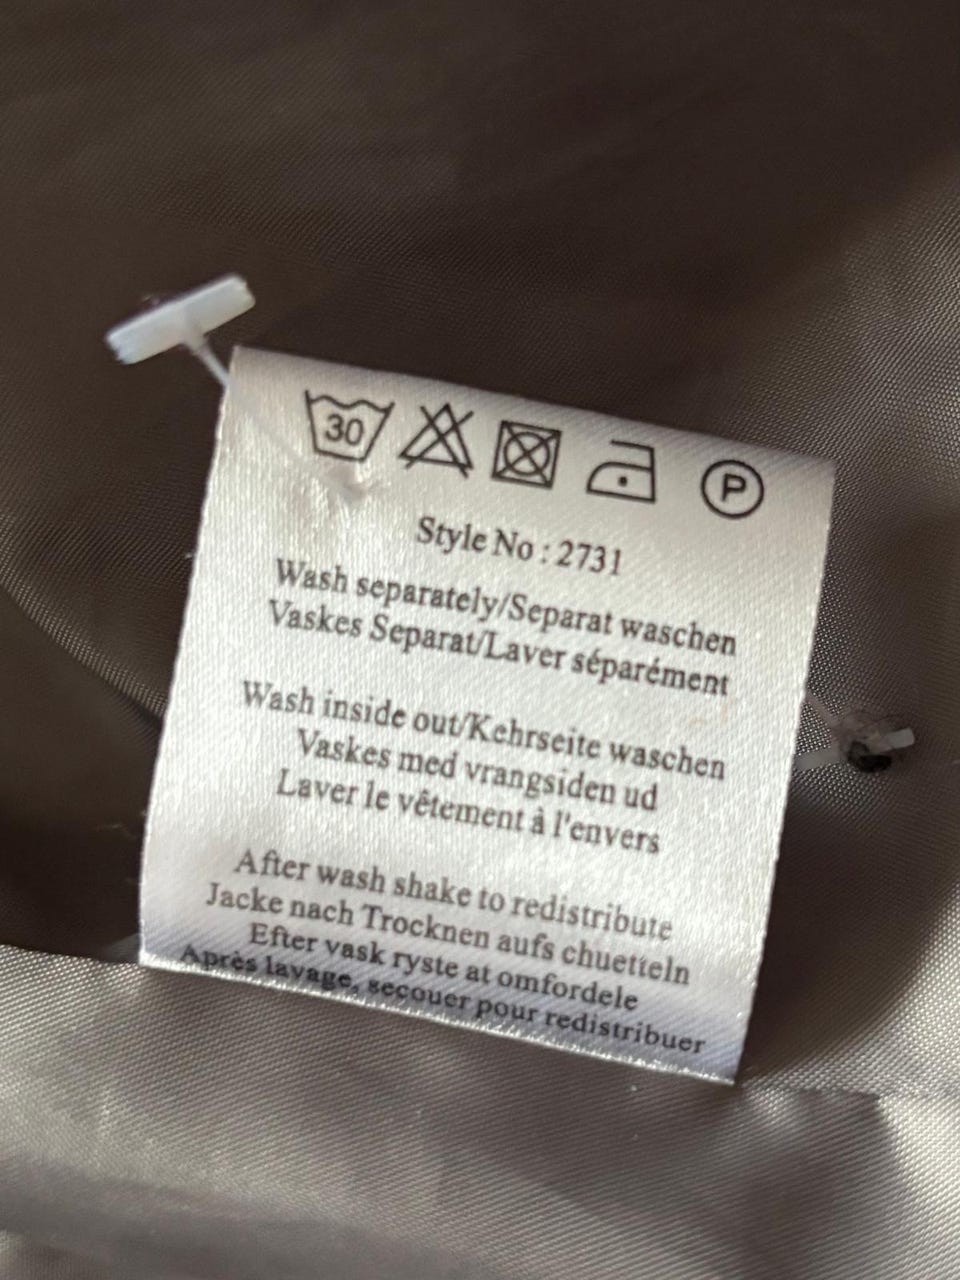 30 P
Style No : 2731
Wash separately/Separat waschen
Vaskes Separat/Laver séparément
Wash inside out/Kehrseite waschen
Vaskes med vrangsiden ud
Laver le vêtement à l'envers
After wash shake to redistribute
Jacke nach Trocknen aufs chuetteln
Efter vask ryste at omfordele
Après lavage, secouer pour redistribuer